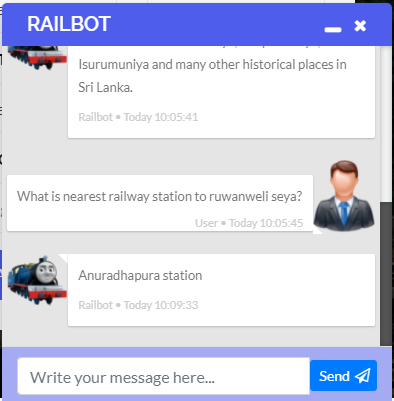 RAILBOT
Isurumuniya and many other historical places in
Sri Lanka.
Railbot • Today 10:05:41
What is nearest railway station to ruwanweli seya?
User • Today 10:05:45
Anuradhapura station
Railbot • Today 10:09:33
Write your message here...
Send